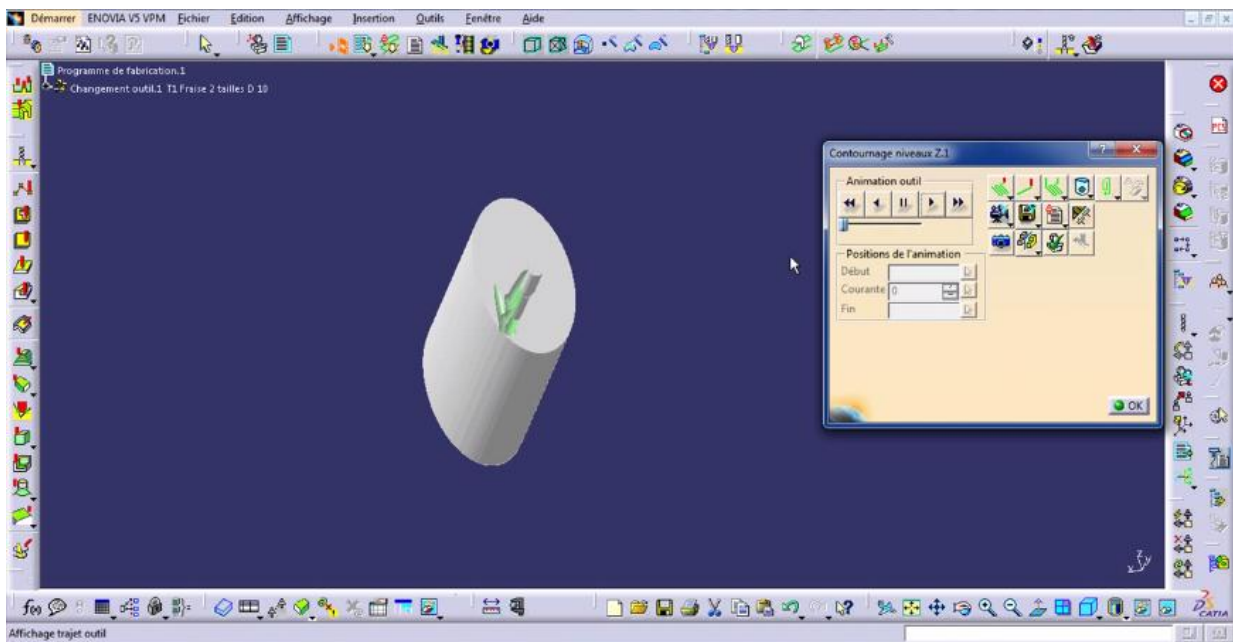 Démarrer ENOVIA V5 VPM Fichier Edition Affichage Insertion Outils Fenêtre Aide
Programme de fabrication.1
Changement outil.1 T1 Fraise 2 tailles D 10
Contournage niveaux Z.1
Animation outil
Positions de l'animation
Début
Courante 0
Fin
OK
z
x y
f(x)
CATIA
Affichage trajet outil